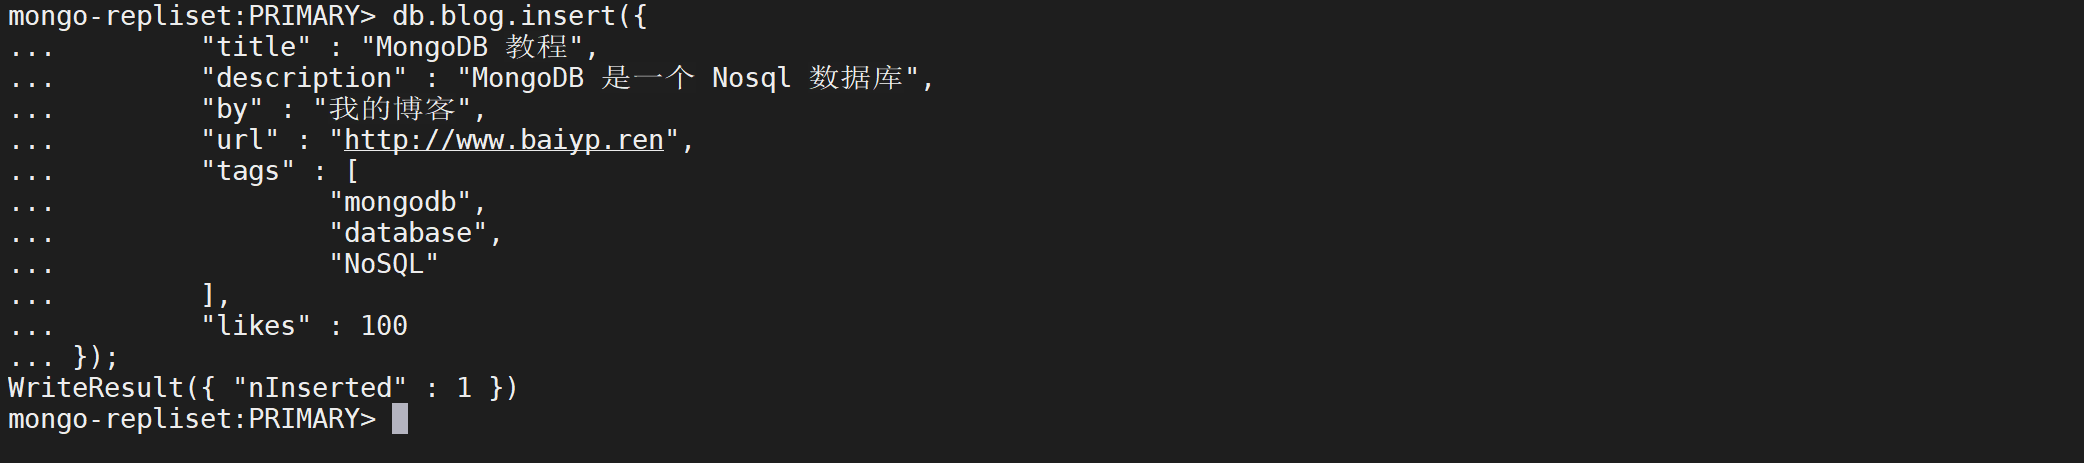 mongo-repliset:PRIMARY> db.blog.insert({
...         "title" : "MongoDB 教程",
...         "description" : "MongoDB 是一个 Nosql 数据库",
...         "by" : "我的博客",
...         "url" : "http://www.baiyp.ren",
...         "tags" : [
...                 "mongodb",
...                 "database",
...                 "NoSQL"
...         ],
...         "likes" : 100
... });
WriteResult({ "nInserted" : 1 })
mongo-repliset:PRIMARY>